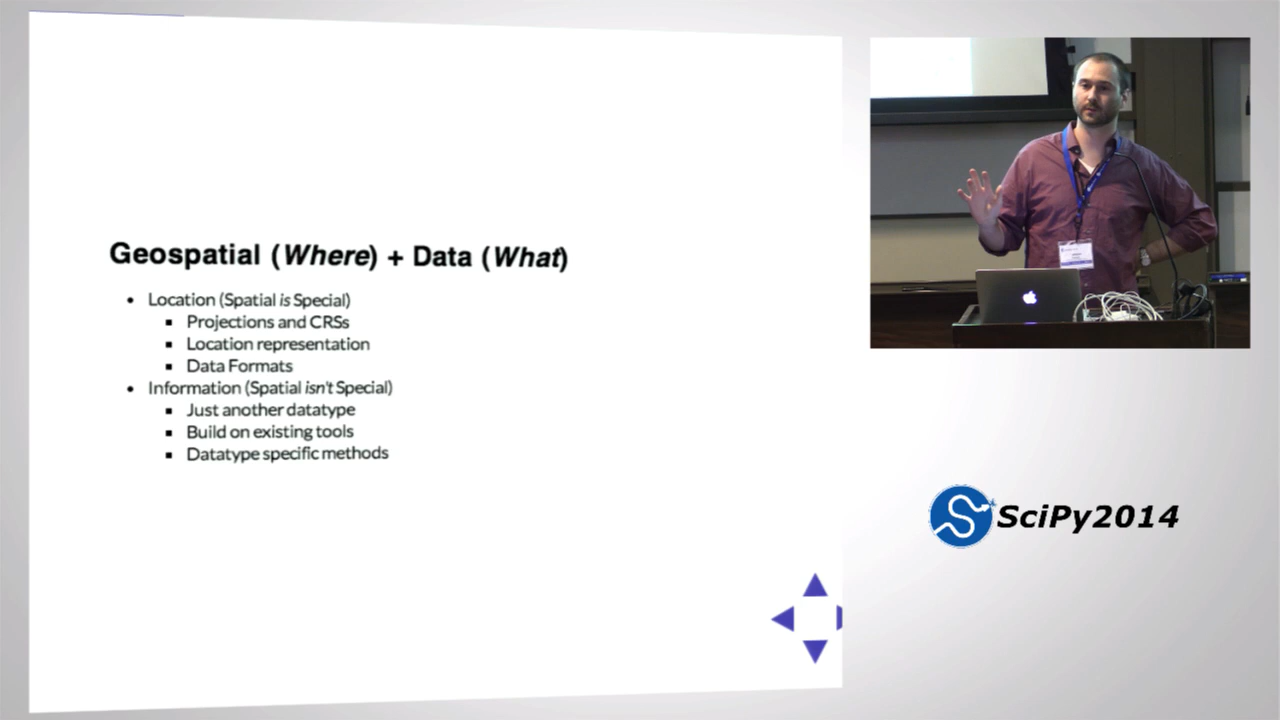 Geospatial (Where) + Data (What)
• Location (Spatial is Special)
▪ Projections and CRSs
▪ Location representation
▪ Data Formats
• Information (Spatial isn't Special)
▪ Just another datatype
▪ Build on existing tools
▪ Datatype specific methods
SciPy2014